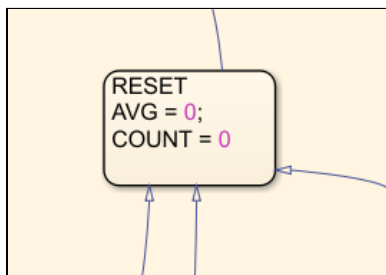 RESET
AVG = 0;
COUNT = 0